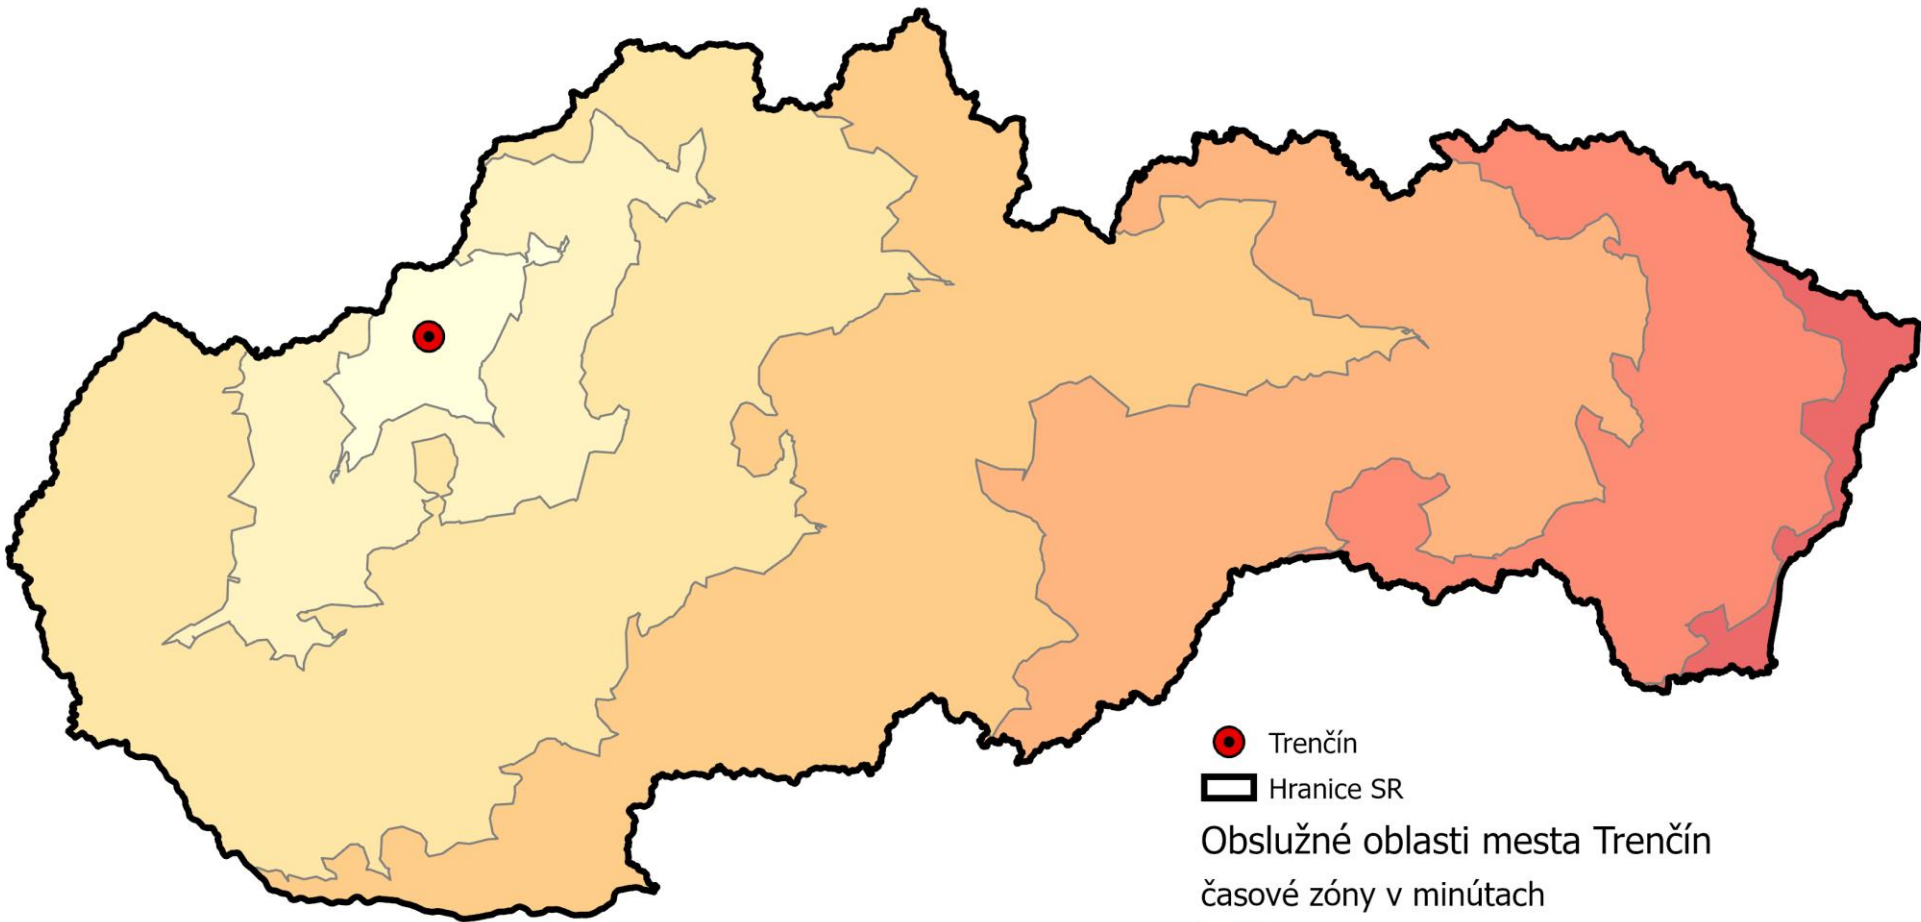 Trenčín
Hranice SR
Obslužné oblasti mesta Trenčín
časové zóny v minútach